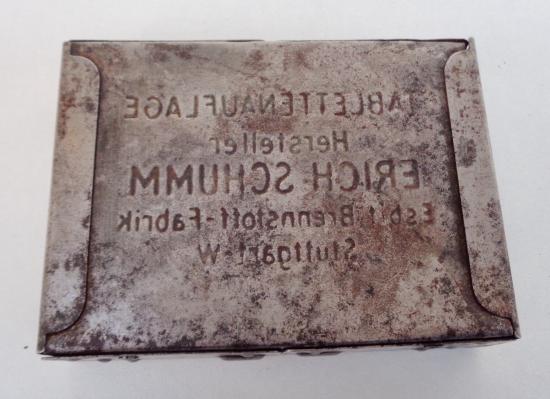 TABLETTENAUFLAGE
Hersteller
ERICH SCHUMM
Esbit-Brennstoff-Fabrik
Stuttgart-W